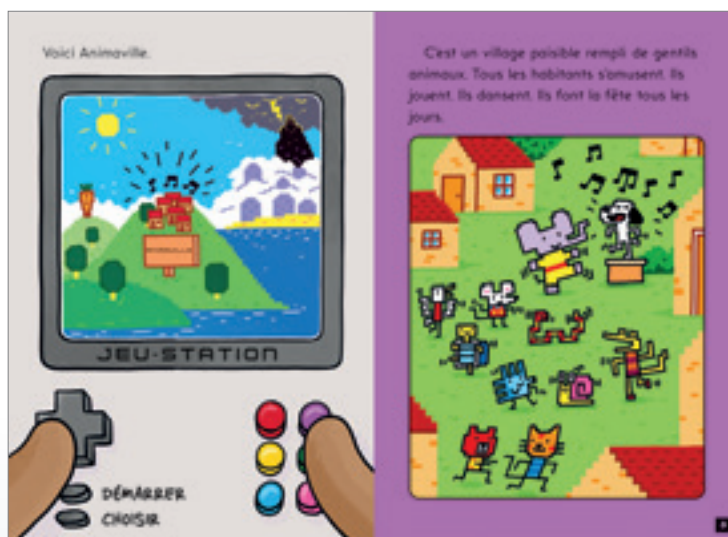 Voici Animaville.
JEU-STATION
DÉMARRER
CHOISIR
C'est un village paisible rempli de gentils
animaux. Tous les habitants s'amusent. Ils
jouent. Ils dansent. Ils font la fête tous les
jours.